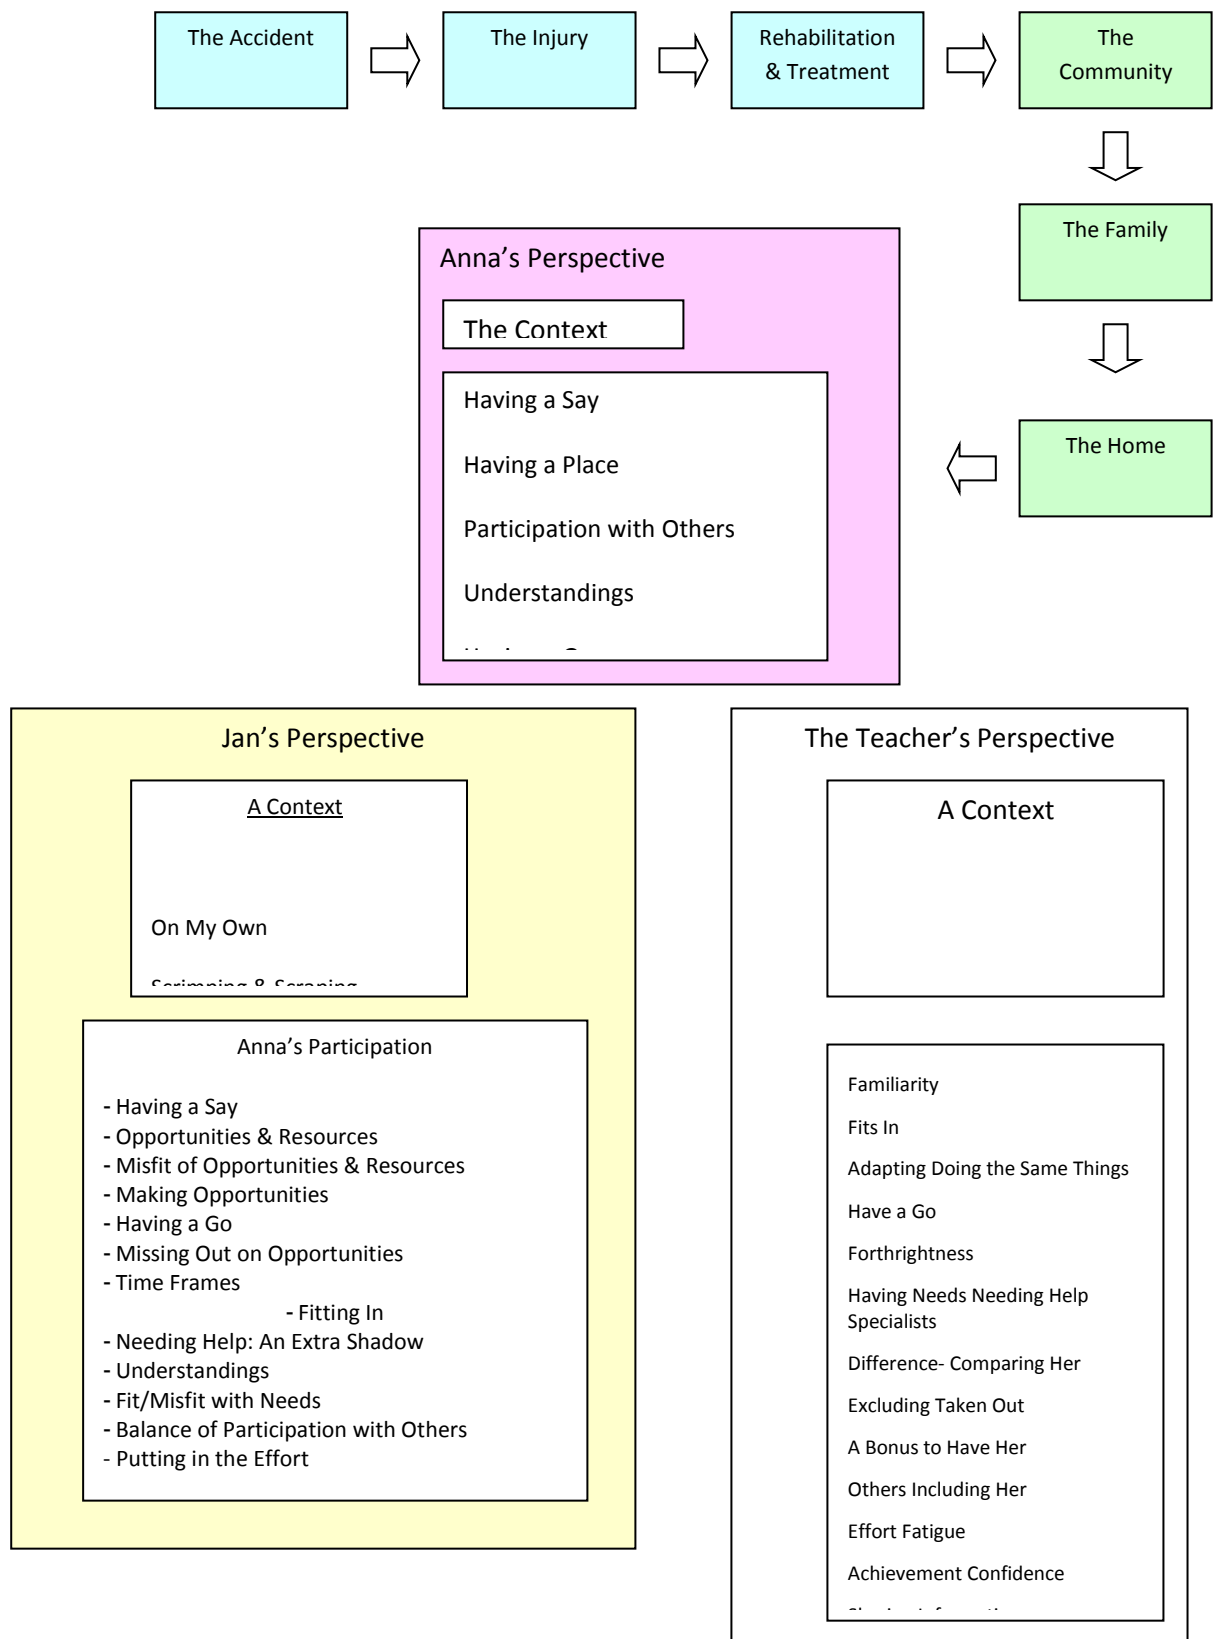 The Accident
The Injury
Rehabilitation
& Treatment
The
Community
The Family
The Home
Anna’s Perspective
The Context
Having a Say
Having a Place
Participation with Others
Understandings
Jan’s Perspective
A Context
On My Own
Scrimping & Scraping
Anna’s Participation
- Having a Say
- Opportunities & Resources
- Misfit of Opportunities & Resources
- Making Opportunities
- Having a Go
- Missing Out on Opportunities
- Time Frames
- Fitting In
- Needing Help: An Extra Shadow
- Understandings
- Fit/Misfit with Needs
- Balance of Participation with Others
- Putting in the Effort
The Teacher’s Perspective
A Context
Familiarity
Fits In
Adapting Doing the Same Things
Have a Go
Forthrightness
Having Needs Needing Help
Specialists
Difference- Comparing Her
Excluding Taken Out
A Bonus to Have Her
Others Including Her
Effort Fatigue
Achievement Confidence